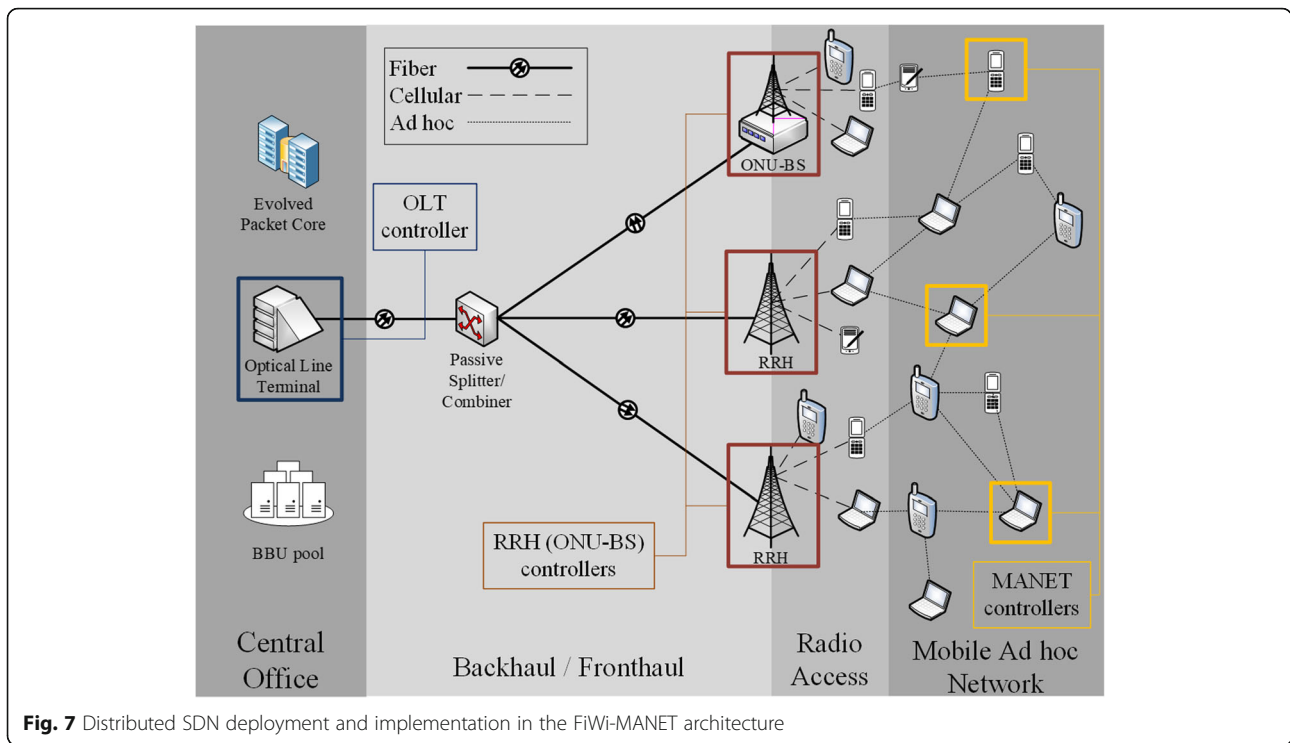 Fiber
Cellular
Ad hoc
ONU-BS
Evolved
Packet Core
OLT
controller
Optical Line
Terminal
Passive
Splitter/
Combiner
RRH
BBU pool
RRH (ONU-BS)
controllers
RRH
MANET
controllers
Central
Office
Backhaul / Fronthaul
Radio
Access
Mobile Ad hoc
Network
Fig. 7 Distributed SDN deployment and implementation in the FiWi-MANET architecture